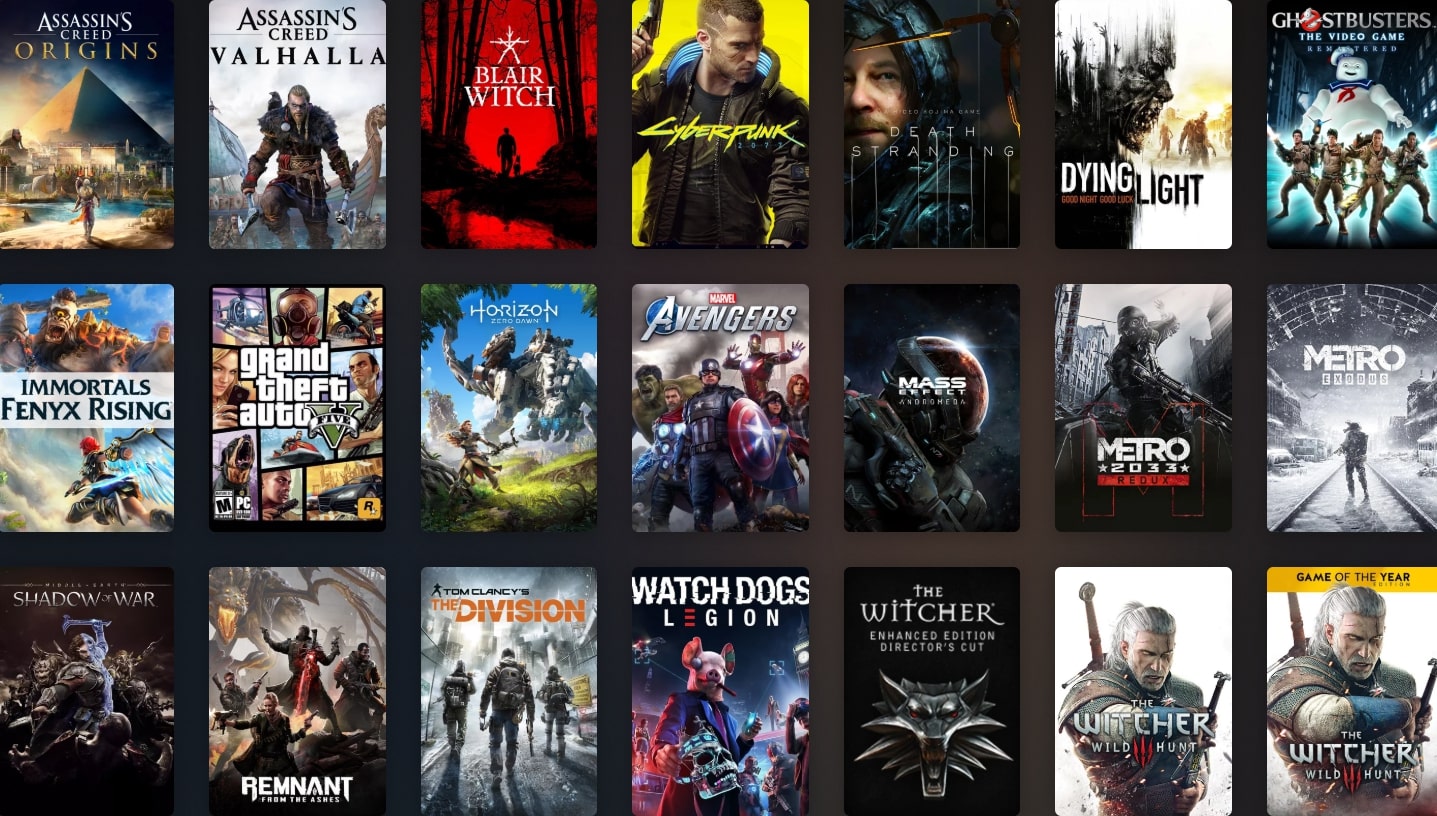 ASSASSIN'S
CREED
ORIGINS
ASSASSIN'S
CREED
VALHALLA
BLAIR
WITCH
CYBERPUNK
2077
KOJIMA GAME
DEATH
STRANDING
DYING
LIGHT
GOOD NIGHT GOOD LUCK
GHOSTBUSTERS
THE VIDEO GAME
REMASTERED
IMMORTALS
FENYX RISING
grand
theft
auto
FIVE
V
M
PC
R
HORIZON
ZERO DAWN
MARVEL
AVENGERS
MASS
EFFECT
ANDROMEDA
METRO
2033
REDUX
METRO
EXODUS
MIDDLE-EARTH
SHADOW OF WAR
REMNANT
FROM THE ASHES
TOM CLANCY'S
THE DIVISION
WATCH DOGS
LEGION
THE
WITCHER
ENHANCED EDITION
DIRECTOR'S CUT
THE
WITCHER
WILD HUNT
GAME OF THE YEAR
EDITION
THE
WITCHER
WILD HUNT